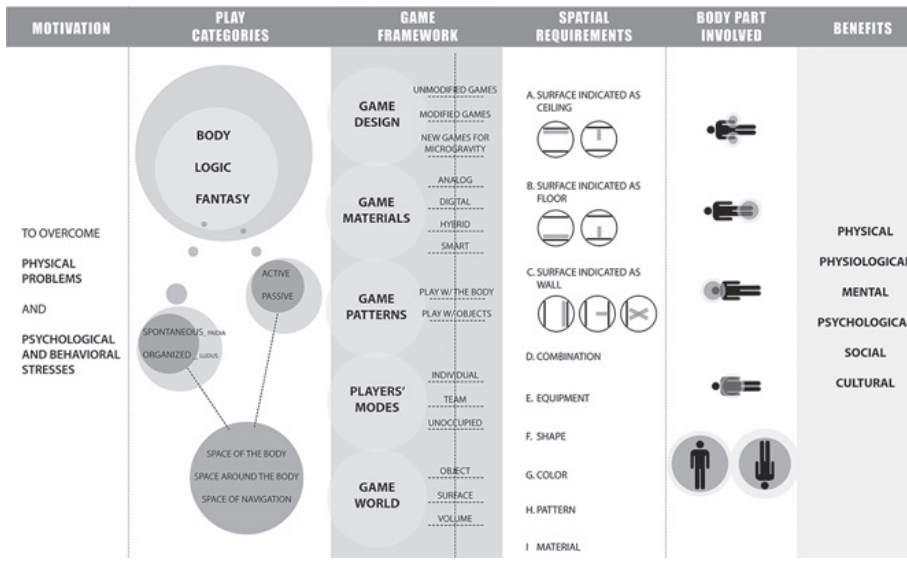 MOTIVATION
PLAY
CATEGORIES
GAME
FRAMEWORK
SPATIAL
REQUIREMENTS
BODY PART
INVOLVED
BENEFITS
TO OVERCOME
PHYSICAL
PROBLEMS
AND
PSYCHOLOGICAL
AND BEHAVIORAL
STRESSES
BODY
LOGIC
FANTASY
ACTIVE
PASSIVE
SPONTANEOUS_PAIDIA
ORGANIZED _ LUDUS
SPACE OF THE BODY
SPACE AROUND THE BODY
SPACE OF NAVIGATION
GAME
DESIGN
UNMODIFIED GAMES
MODIFIED GAMES
NEW GAMES FOR
MICROGRAVITY
GAME
MATERIALS
ANALOG
DIGITAL
HYBRID
SMART
GAME
PATTERNS
PLAY W/ THE BODY
PLAY W/OBJECTS
PLAYERS'
MODES
INDIVIDUAL
TEAM
UNOCCUPIED
GAME
WORLD
OBJECT
SURFACE
VOLUME
A. SURFACE INDICATED AS
CEILING
B. SURFACE INDICATED AS
FLOOR
C. SURFACE INDICATED AS
WALL
D. COMBINATION
E. EQUIPMENT
F. SHAPE
G. COLOR
H. PATTERN
I MATERIAL
PHYSICAL
PHYSIOLOGICAL
MENTAL
PSYCHOLOGICA
SOCIAL
CULTURAL